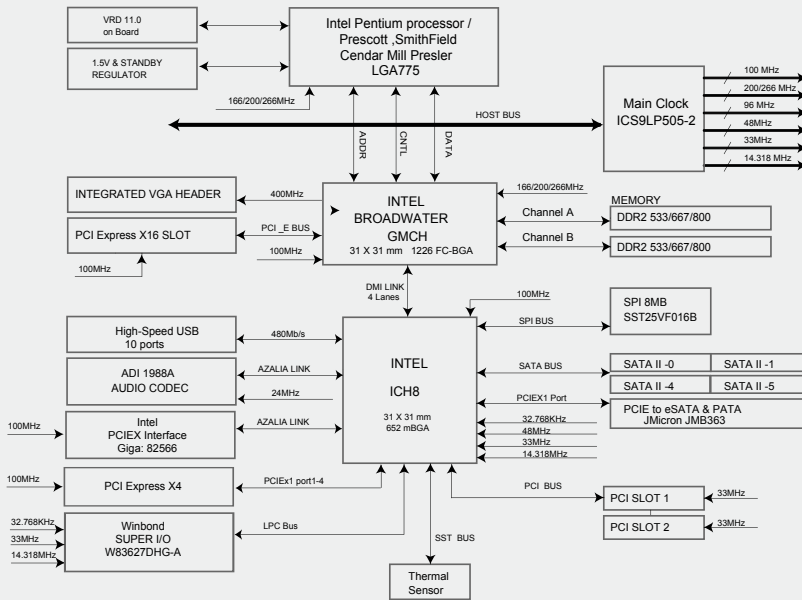 VRD 11.0
on Board
1.5V & STANDBY
REGULATOR
Intel Pentium processor /
Prescott ,SmithField
Cendar Mill Presler
LGA775
166/200/266MHz
HOST BUS
ADDR
CNTL
DATA
Main Clock
ICS9LP505-2
100 MHz
200/266 MHz
96 MHz
48MHz
33MHz
14.318 MHz
INTEGRATED VGA HEADER
400MHz
PCI Express X16 SLOT
PCI _E BUS
100MHz
100MHz
INTEL
BROADWATER
GMCH
31 X 31 mm 1226 FC-BGA
166/200/266MHz
Channel A
Channel B
MEMORY
DDR2 533/667/800
DDR2 533/667/800
DMI LINK
4 Lanes
100MHz
High-Speed USB
10 ports
480Mb/s
ADI 1988A
AUDIO CODEC
AZALIA LINK
24MHz
100MHz
Intel
PCIEX Interface
Giga: 82566
AZALIA LINK
100MHz
PCI Express X4
PCIEx1 port1-4
32.768KHz
33MHz
14.318MHz
Winbond
SUPER I/O
W83627DHG-A
LPC Bus
INTEL
ICH8
31 X 31 mm
652 mBGA
SPI BUS
SPI 8MB
SST25VF016B
SATA BUS
SATA II -0
SATA II -1
SATA II -4
SATA II -5
PCIEX1 Port
PCIE to eSATA & PATA
JMicron JMB363
32.768KHz
48MHz
33MHz
14.318MHz
PCI BUS
PCI SLOT 1
33MHz
PCI SLOT 2
33MHz
SST BUS
Thermal
Sensor